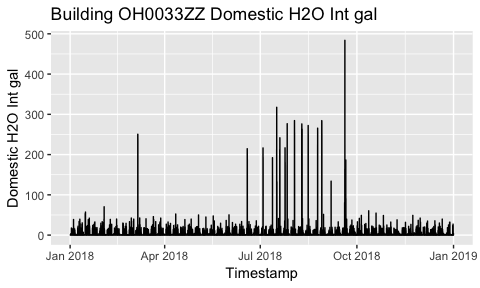 Building OH0033ZZ Domestic H2O Int gal
Domestic H2O Int gal
500
400
300
200
100
0
Jan 2018
Apr 2018
Jul 2018
Oct 2018
Jan 2019
Timestamp